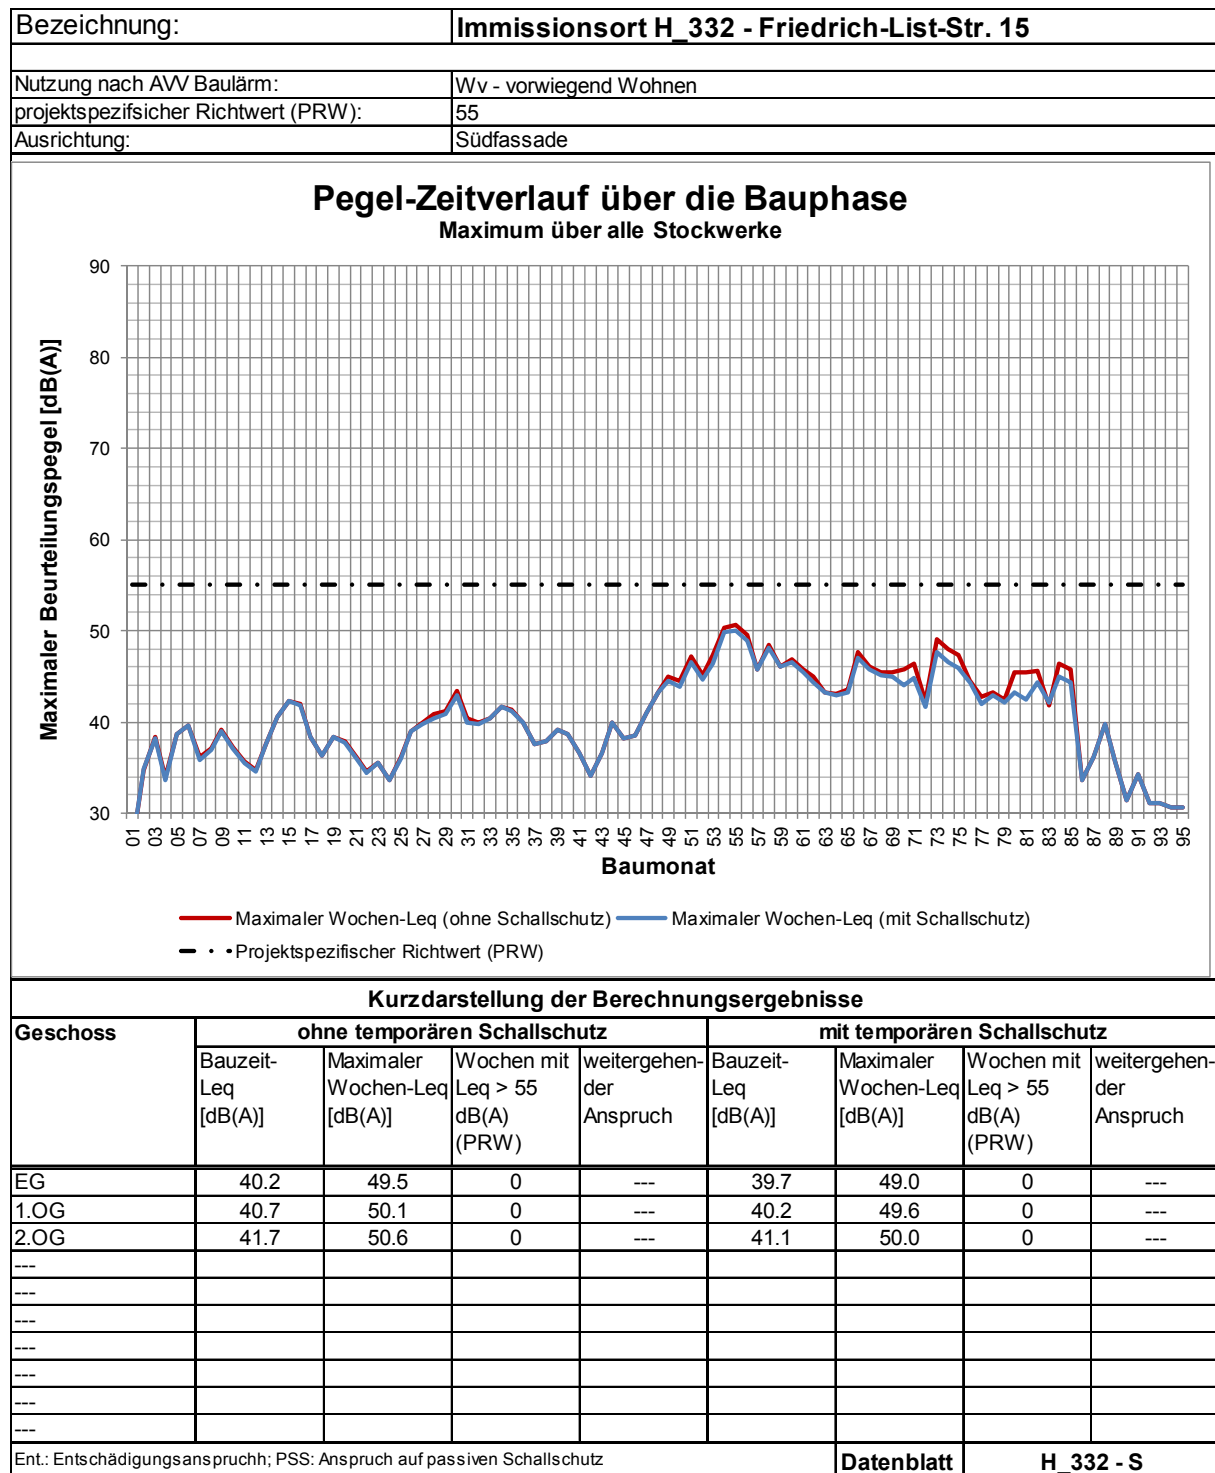 Bezeichnung: Immissionsort H_332 - Friedrich-List-Str. 15
Nutzung nach AVV Baulärm: Wv - vorwiegend Wohnen
projektspezifsicher Richtwert (PRW): 55
Ausrichtung: Südfassade
Pegel-Zeitverlauf über die Bauphase
Maximum über alle Stockwerke
Maximaler Beurteilungspegel [dB(A)]
90
80
70
60
50
40
30
01 03 05 07 09 11 13 15 17 19 21 23 25 27 29 31 33 35 37 39 41 43 45 47 49 51 53 55 57 59 61 63 65 67 69 71 73 75 77 79 81 83 85 87 89 91 93 95
Baumonat
Maximaler Wochen-Leq (ohne Schallschutz) Maximaler Wochen-Leq (mit Schallschutz)
Projektspezifischer Richtwert (PRW)
Kurzdarstellung der Berechnungsergebnisse
Geschoss ohne temporären Schallschutz mit temporären Schallschutz
Bauzeit- Maximaler Wochen mit weitergehen- Bauzeit- Maximaler Wochen mit weitergehen-
Leq Wochen-Leq Leq > 55 der Leq Wochen-Leq Leq > 55 der
[dB(A)] [dB(A)] dB(A) Anspruch [dB(A)] [dB(A)] dB(A) Anspruch
(PRW) (PRW)
EG 40.2 49.5 0 --- 39.7 49.0 0 ---
1.OG 40.7 50.1 0 --- 40.2 49.6 0 ---
2.OG 41.7 50.6 0 --- 41.1 50.0 0 ---
---
---
---
---
---
---
---
Ent.: Entschädigungsanspruchh; PSS: Anspruch auf passiven Schallschutz Datenblatt H_332 - S